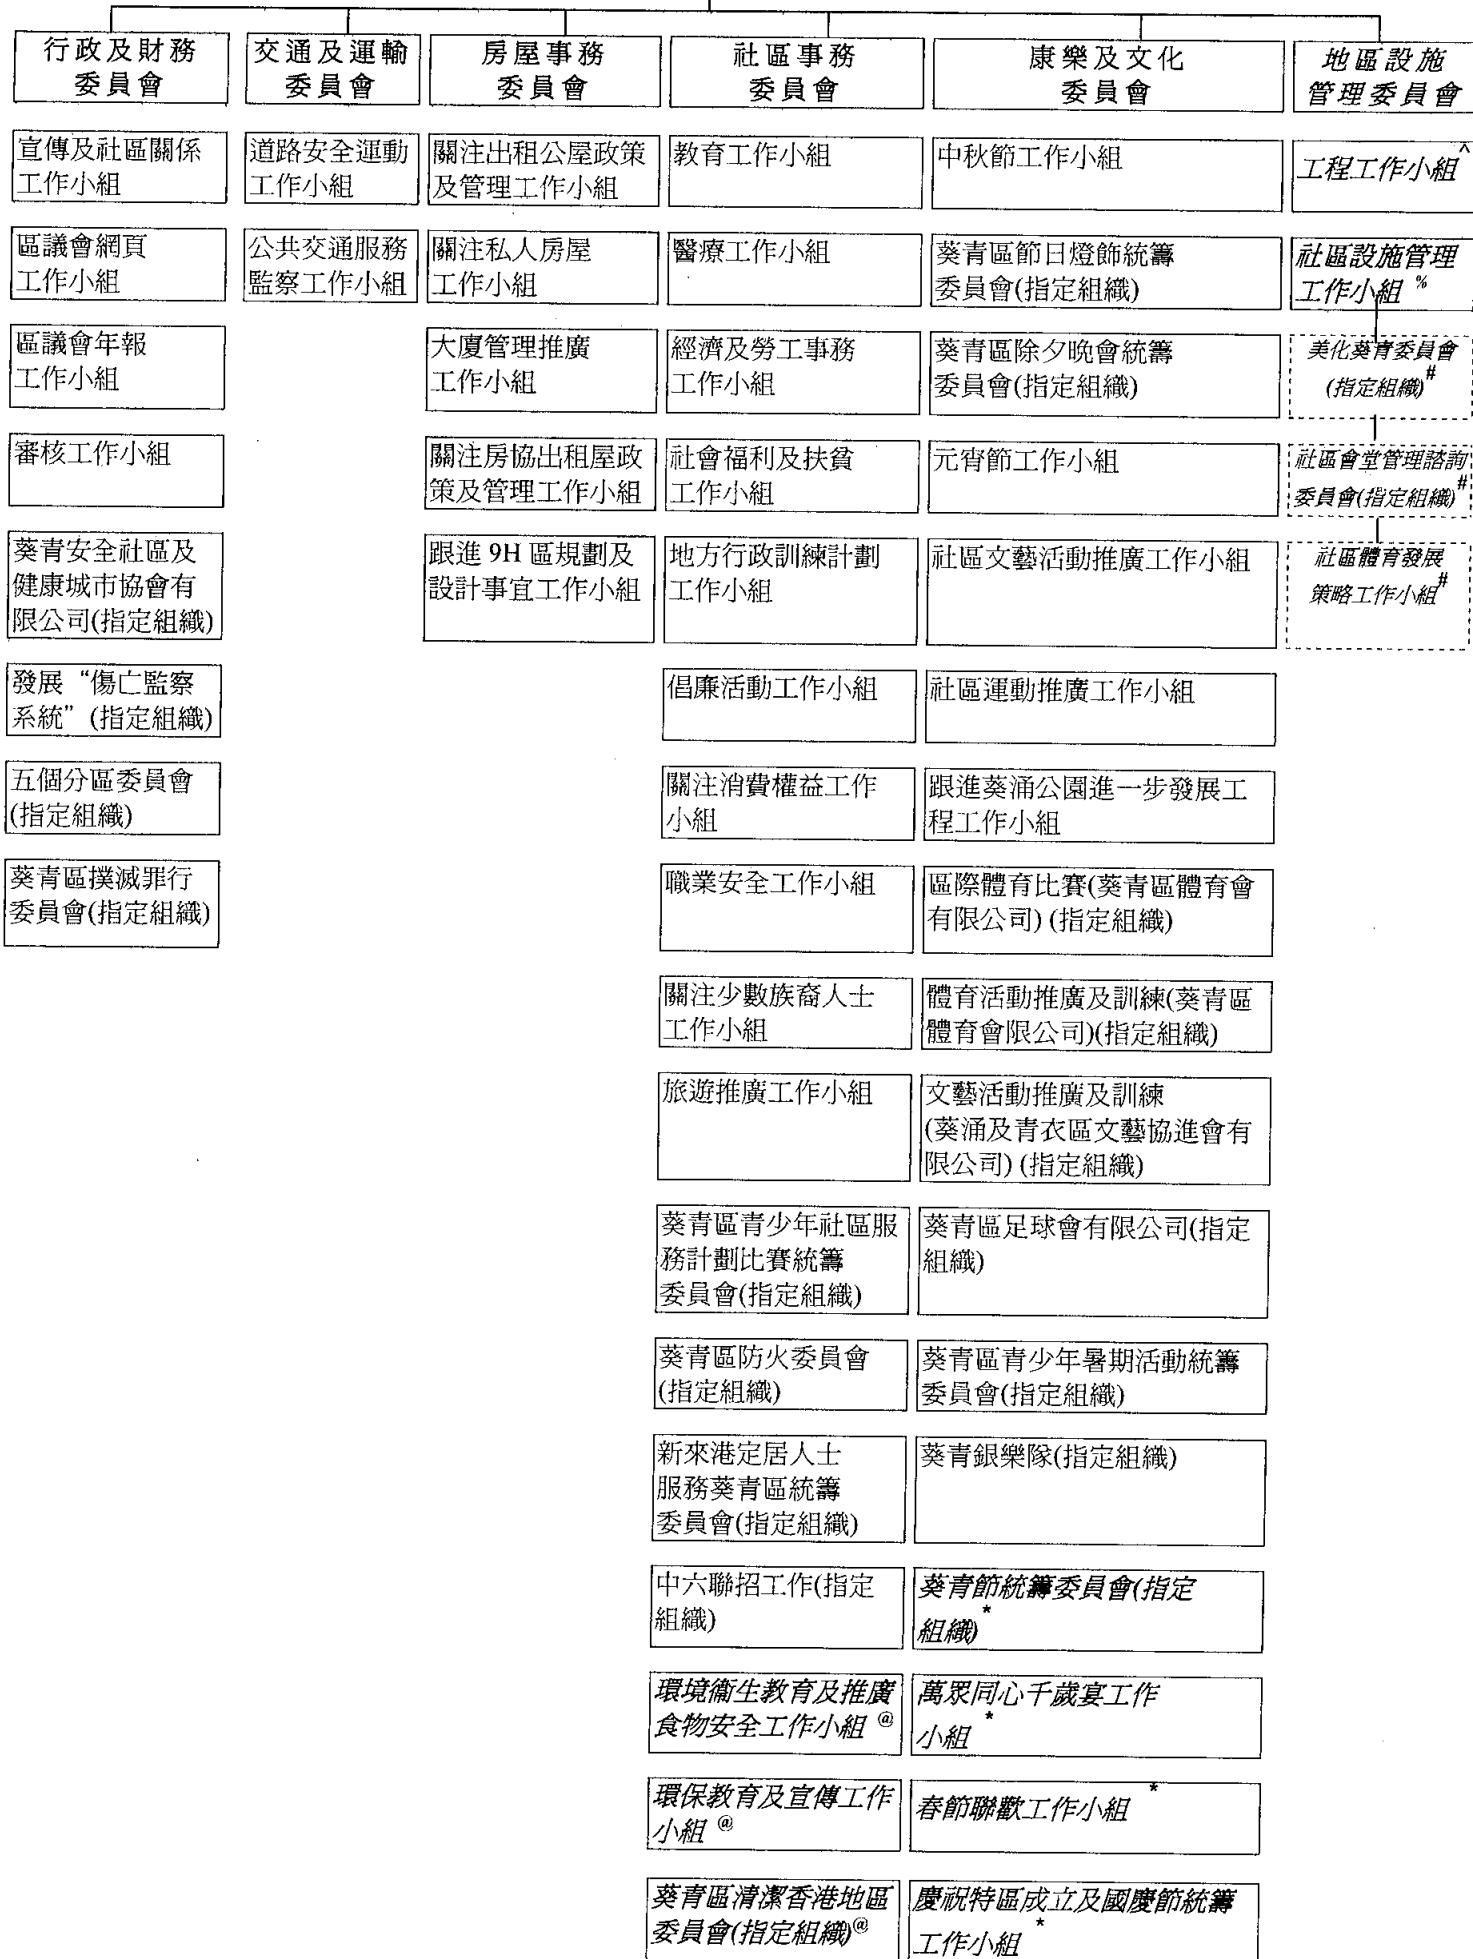 行政及財務
委員會
交通及運輸
委員會
房屋事務
委員會
社區事務
委員會
康樂及文化
委員會
地區設施
管理委員會
宣傳及社區關係
工作小組
道路安全運動
工作小組
關注出租公屋政策
及管理工作小組
教育工作小組
中秋節工作小組
工程工作小組^
區議會網頁
工作小組
公共交通服務
監察工作小組
關注私人房屋
工作小組
醫療工作小組
葵青區節日燈飾統籌
委員會(指定組織)
社區設施管理
工作小組 %
區議會年報
工作小組
大廈管理推廣
工作小組
經濟及勞工事務
工作小組
葵青區除夕晚會統籌
委員會(指定組織)
美化葵青委員會
(指定組織)#
審核工作小組
關注房協出租屋政
策及管理工作小組
社會福利及扶貧
工作小組
元宵節工作小組
社區會堂管理諮詢
委員會(指定組織)#
葵青安全社區及
健康城市協會有
限公司(指定組織)
跟進 9H 區規劃及
設計事宜工作小組
地方行政訓練計劃
工作小組
社區文藝活動推廣工作小組
社區體育發展
策略工作小組#
發展“傷亡監察
系統”(指定組織)
倡廉活動工作小組
社區運動推廣工作小組
五個分區委員會
(指定組織)
關注消費權益工作
小組
跟進葵涌公園進一步發展工
程工作小組
葵青區撲滅罪行
委員會(指定組織)
職業安全工作小組
區際體育比賽(葵青區體育會
有限公司) (指定組織)
關注少數族裔人士
工作小組
體育活動推廣及訓練(葵青區
體育會限公司)(指定組織)
旅遊推廣工作小組
文藝活動推廣及訓練
(葵涌及青衣區文藝協進會有
限公司) (指定組織)
葵青區青少年社區服
務計劃比賽統籌
委員會(指定組織)
葵青區足球會有限公司(指定
組織)
葵青區防火委員會
(指定組織)
葵青區青少年暑期活動統籌
委員會(指定組織)
新來港定居人士
服務葵青區統籌
委員會(指定組織)
葵青銀樂隊(指定組織)
中六聯招工作(指定
組織)
葵青節統籌委員會(指定
組織)*
環境衞生教育及推廣
食物安全工作小組 @
萬眾同心千歲宴工作
小組 *
環保教育及宣傳工作
小組 @
春節聯歡工作小組 *
葵青區清潔香港地區
委員會(指定組織)@
慶祝特區成立及國慶節統籌
工作小組 *